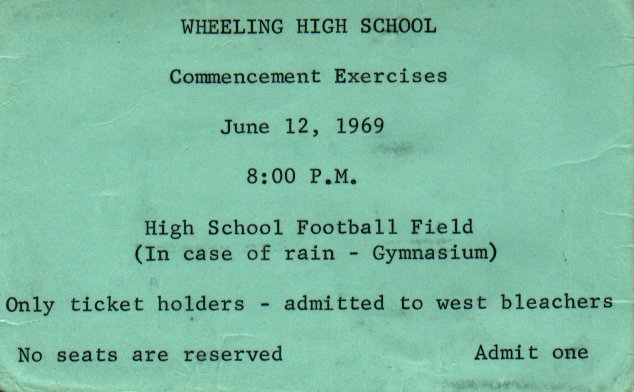 WHEELING HIGH SCHOOL
Commencement Exercises
June 12, 1969
8:00 P.M.
High School Football Field
(In case of rain - Gymnasium)
Only ticket holders - admitted to west bleachers
No seats are reserved Admit one